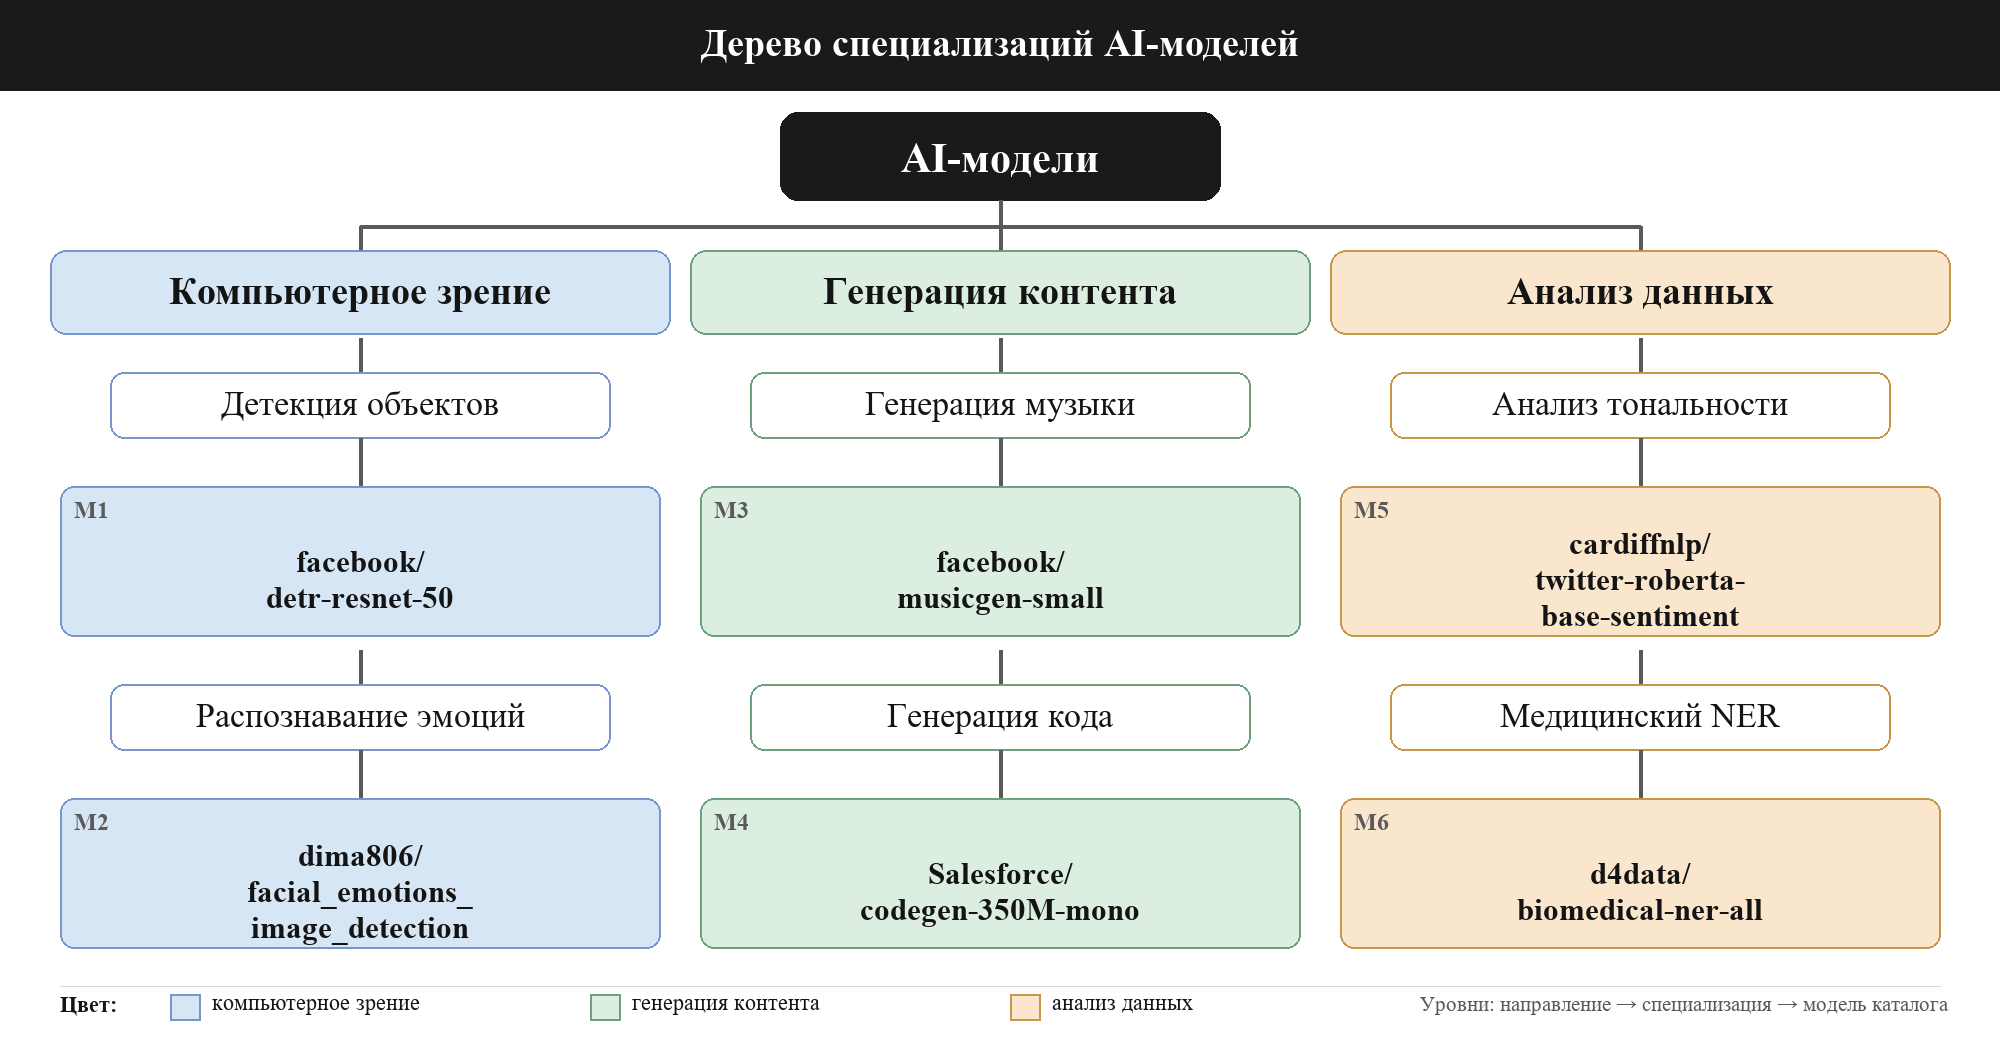 Дерево специализаций AI-моделей
AI-модели
Компьютерное зрение
Генерация контента
Анализ данных
Детекция объектов
Генерация музыки
Анализ тональности
M1
facebook/
detr-resnet-50
M3
facebook/
musicgen-small
M5
cardiffnlp/
twitter-roberta-
base-sentiment
Распознавание эмоций
Генерация кода
Медицинский NER
M2
dima806/
facial_emotions_
image_detection
M4
Salesforce/
codegen-350M-mono
M6
d4data/
biomedical-ner-all
Цвет:
компьютерное зрение
генерация контента
анализ данных
Уровни: направление → специализация → модель каталога